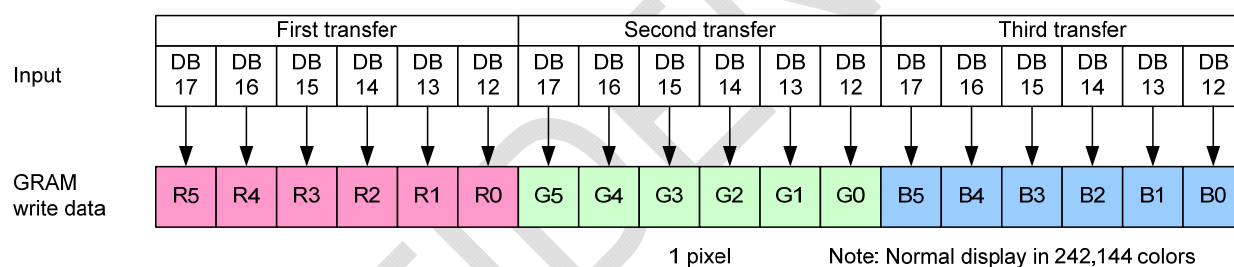 First transfer Second transfer Third transfer
Input DB 17 DB 16 DB 15 DB 14 DB 13 DB 12 DB 17 DB 16 DB 15 DB 14 DB 13 DB 12 DB 17 DB 16 DB 15 DB 14 DB 13 DB 12
GRAM write data R5 R4 R3 R2 R1 R0 G5 G4 G3 G2 G1 G0 B5 B4 B3 B2 B1 B0
1 pixel Note: Normal display in 242,144 colors